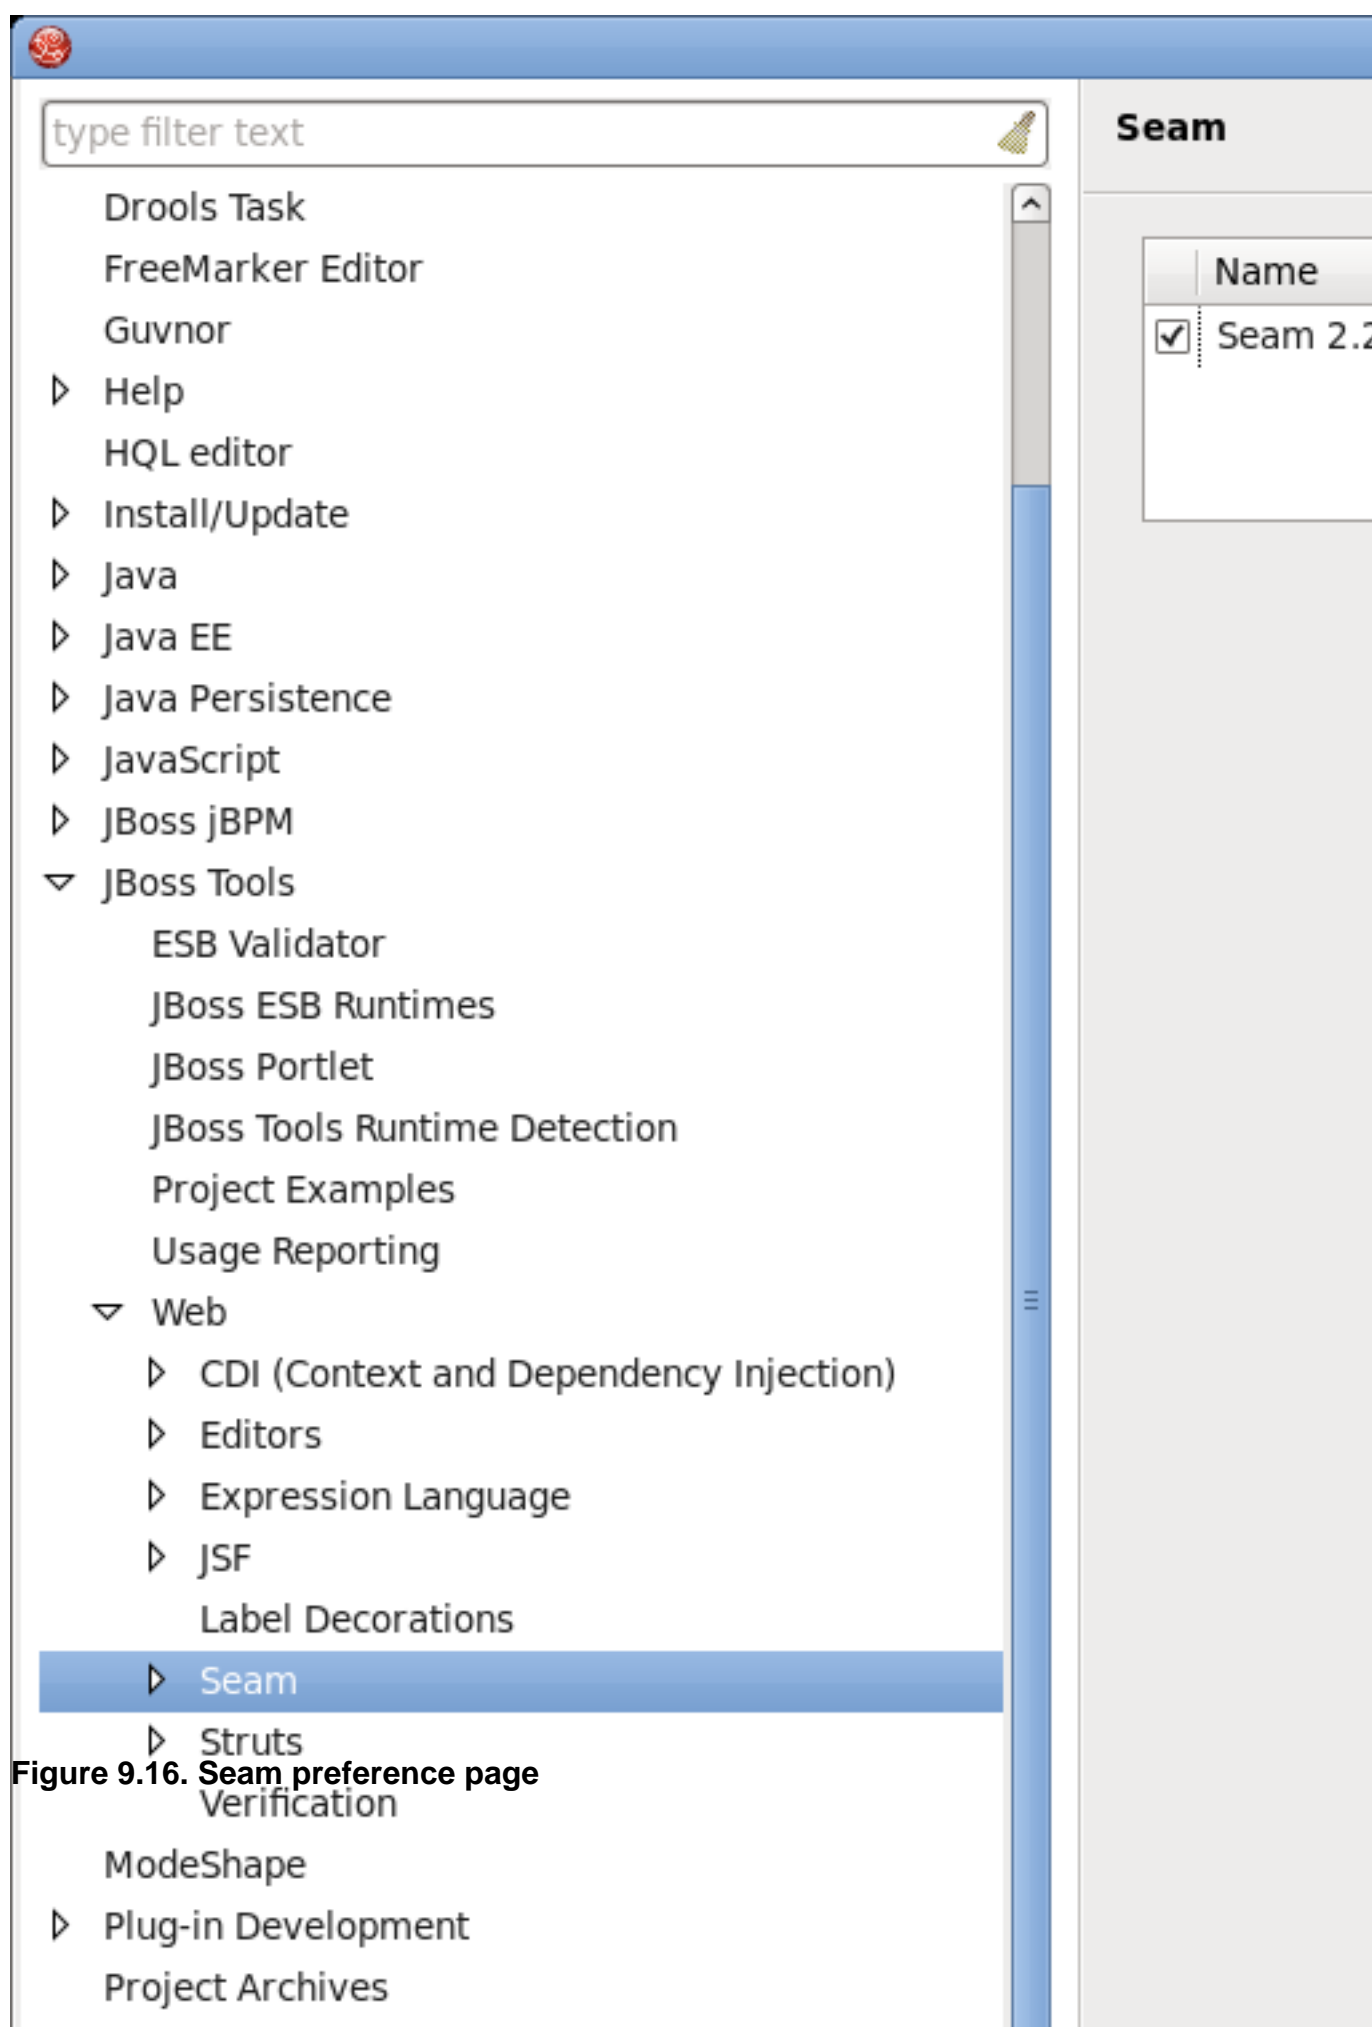 type filter text
Seam
Drools Task
FreeMarker Editor
Name
Guvnor
Seam 2.2
Help
HQL editor
Install/Update
Java
Java EE
Java Persistence
JavaScript
JBoss jBPM
JBoss Tools
ESB Validator
JBoss ESB Runtimes
JBoss Portlet
JBoss Tools Runtime Detection
Project Examples
Usage Reporting
Web
CDI (Context and Dependency Injection)
Editors
Expression Language
JSF
Label Decorations
Seam
Struts
Figure 9.16. Seam preference page
Verification
ModeShape
Plug-in Development
Project Archives